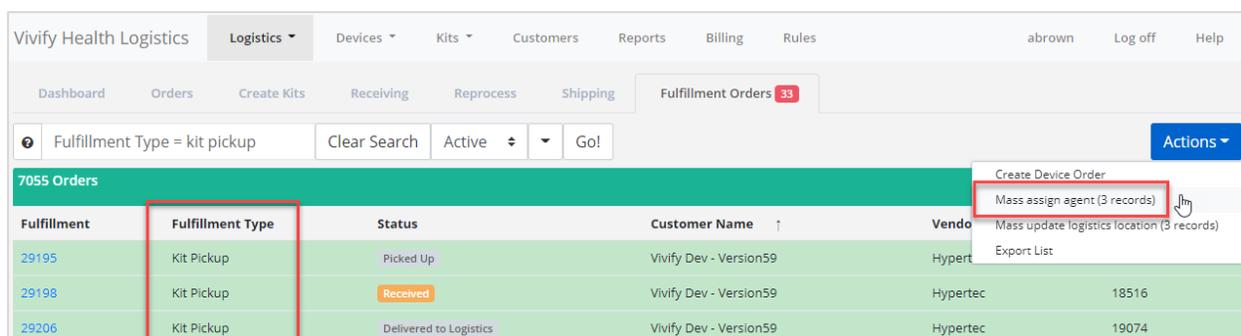 Vivify Health Logistics Logistics Devices Kits Customers Reports Billing Rules abrown Log off Help
Dashboard Orders Create Kits Receiving Reprocess Shipping Fulfillment Orders 33
Fulfillment Type = kit pickup Clear Search Active Go! Actions
7055 Orders
Create Device Order
Mass assign agent (3 records)
Mass update logistics location (3 records)
Export List
Fulfillment Fulfillment Type Status Customer Name ↑ Vendo
29195 Kit Pickup Picked Up Vivify Dev - Version59 Hypert
29198 Kit Pickup Received Vivify Dev - Version59 Hypertec 18516
29206 Kit Pickup Delivered to Logistics Vivify Dev - Version59 Hypertec 19074